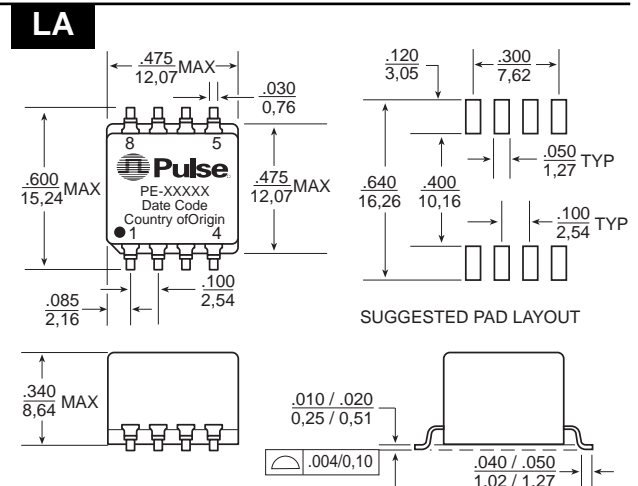 LA
.475
12,07 MAX
.030
0,76
8 5
Pulse
PE-XXXXX
Date Code
Country ofOrigin
1 4
.600
15,24 MAX
.475
12,07 MAX
.100
2,54
.085
2,16
.120
3,05
.300
7,62
.050
1,27 TYP
.640
16,26
.400
10,16
.100
2,54 TYP
SUGGESTED PAD LAYOUT
.340
8,64 MAX
.010 / .020
0,25 / 0,51
.004/0,10
.040 / .050
1,02 / 1,27